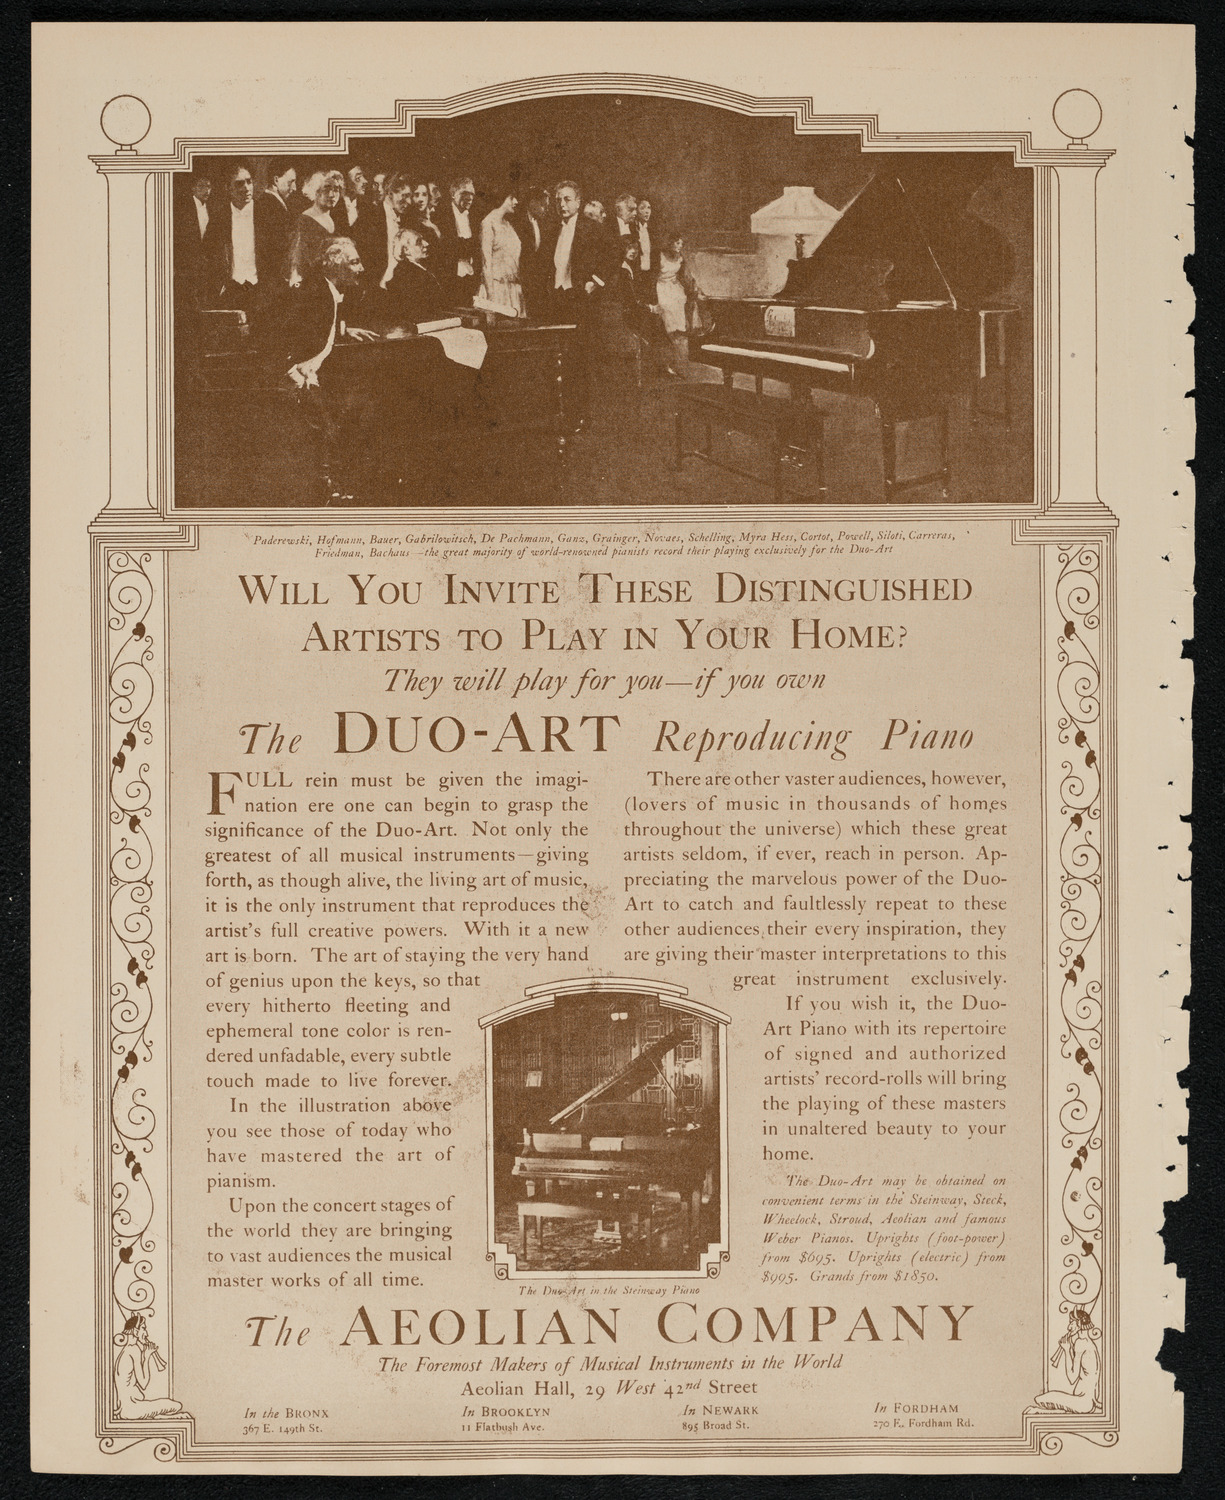 Paderewski, Hofmann, Bauer, Gabrilowitsch, De Pachmann, Ganz, Grainger, Novaes, Schelling, Myra Hess, Cortot, Powell, Siloti, Carreras,
Friedman, Bachaus —the great majority of world-renowned pianists record their playing exclusively for the Duo-Art
WILL YOU INVITE THESE DISTINGUISHED
ARTISTS TO PLAY IN YOUR HOME?
They will play for you—if you own
The DUO-ART Reproducing Piano
FULL rein must be given the imagi-
nation ere one can begin to grasp the
significance of the Duo-Art. Not only the
greatest of all musical instruments—giving
forth, as though alive, the living art of music,
it is the only instrument that reproduces the
artist's full creative powers. With it a new
art is born. The art of staying the very hand
of genius upon the keys, so that
every hitherto fleeting and
ephemeral tone color is ren-
dered unfadable, every subtle
touch made to live forever.
In the illustration above
you see those of today who
have mastered the art of
pianism.
Upon the concert stages of
the world they are bringing
to vast audiences the musical
master works of all time.
There are other vaster audiences, however,
(lovers of music in thousands of homes
throughout the universe) which these great
artists seldom, if ever, reach in person. Ap-
preciating the marvelous power of the Duo-
Art to catch and faultlessly repeat to these
other audiences their every inspiration, they
are giving their master interpretations to this
great instrument exclusively.
If you wish it, the Duo-
Art Piano with its repertoire
of signed and authorized
artists' record-rolls will bring
the playing of these masters
in unaltered beauty to your
home.
The Duo-Art may be obtained on
convenient terms in the Steinway, Steck,
Wheelock, Stroud, Aeolian and famous
Weber Pianos. Uprights (foot-power)
from $695. Uprights (electric) from
$995. Grands from $1850.
The Duo-Art in the Steinway Piano
The AEOLIAN COMPANY
The Foremost Makers of Musical Instruments in the World
Aeolian Hall, 29 West 42nd Street
In the BRONX
367 E. 149th St.
In BROOKLYN
11 Flatbush Ave.
In NEWARK
895 Broad St.
In FORDHAM
270 E. Fordham Rd.